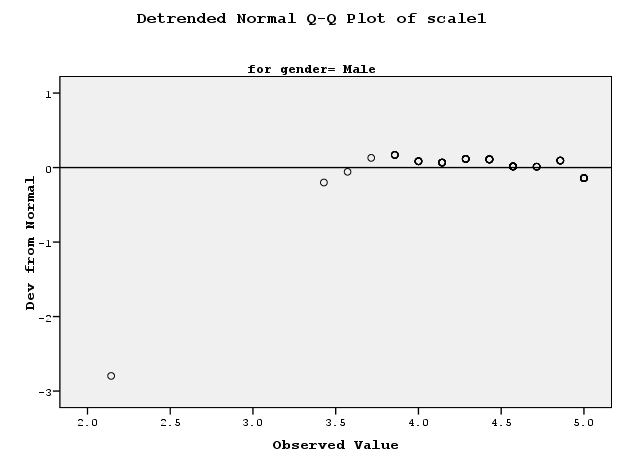 Detrended Normal Q-Q Plot of scale1
for gender= Male
1
0
-1
-2
-3
Dev from Normal
2.0 2.5 3.0 3.5 4.0 4.5 5.0
Observed Value